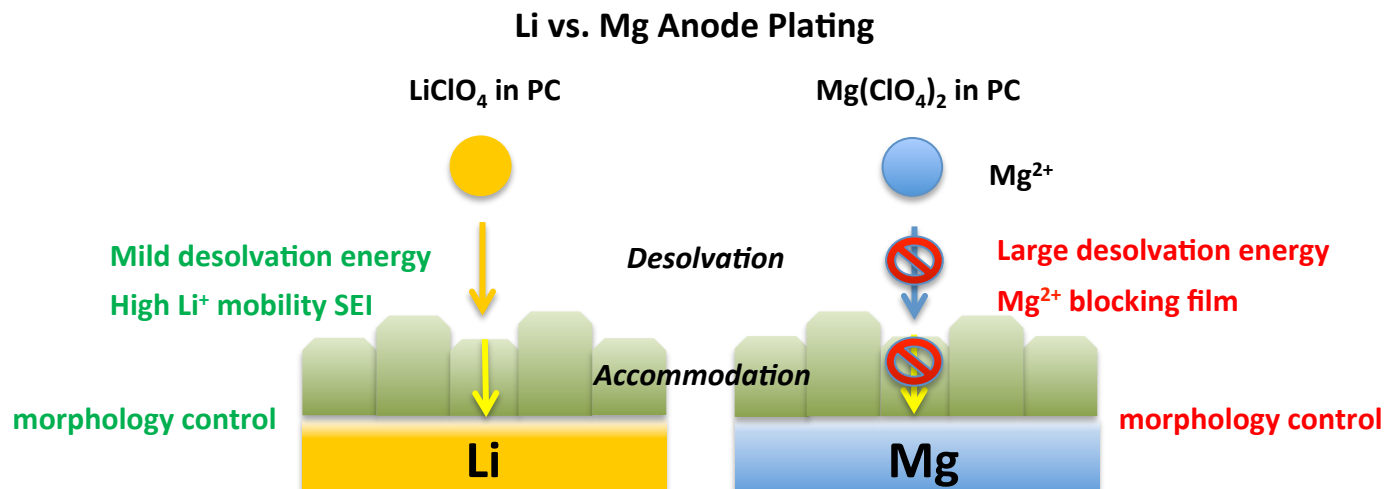 Li vs. Mg Anode Plating
LiClO₄ in PC
Mg(ClO₄)₂ in PC
Mg²⁺
Mild desolvation energy
High Li⁺ mobility SEI
Desolvation
Large desolvation energy
Mg²⁺ blocking film
Accommodation
morphology control
morphology control
Li
Mg